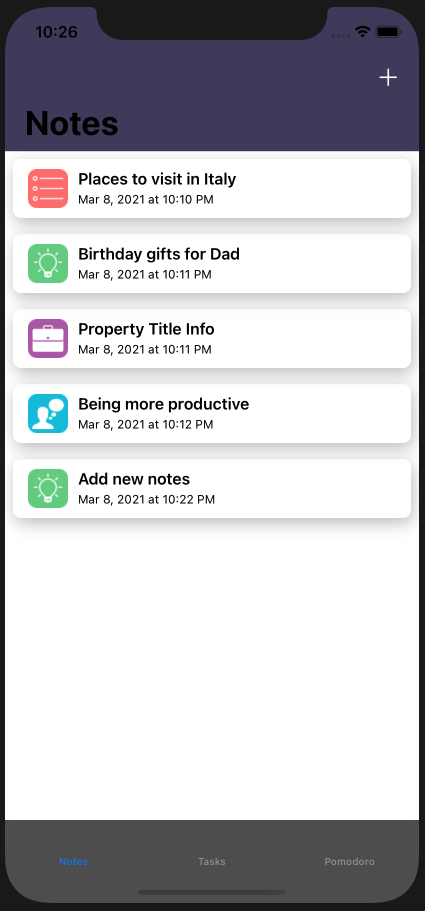 10:26
Notes
Places to visit in Italy
Mar 8, 2021 at 10:10 PM
Birthday gifts for Dad
Mar 8, 2021 at 10:11 PM
Property Title Info
Mar 8, 2021 at 10:11 PM
Being more productive
Mar 8, 2021 at 10:12 PM
Add new notes
Mar 8, 2021 at 10:22 PM
Notes Tasks Pomodoro